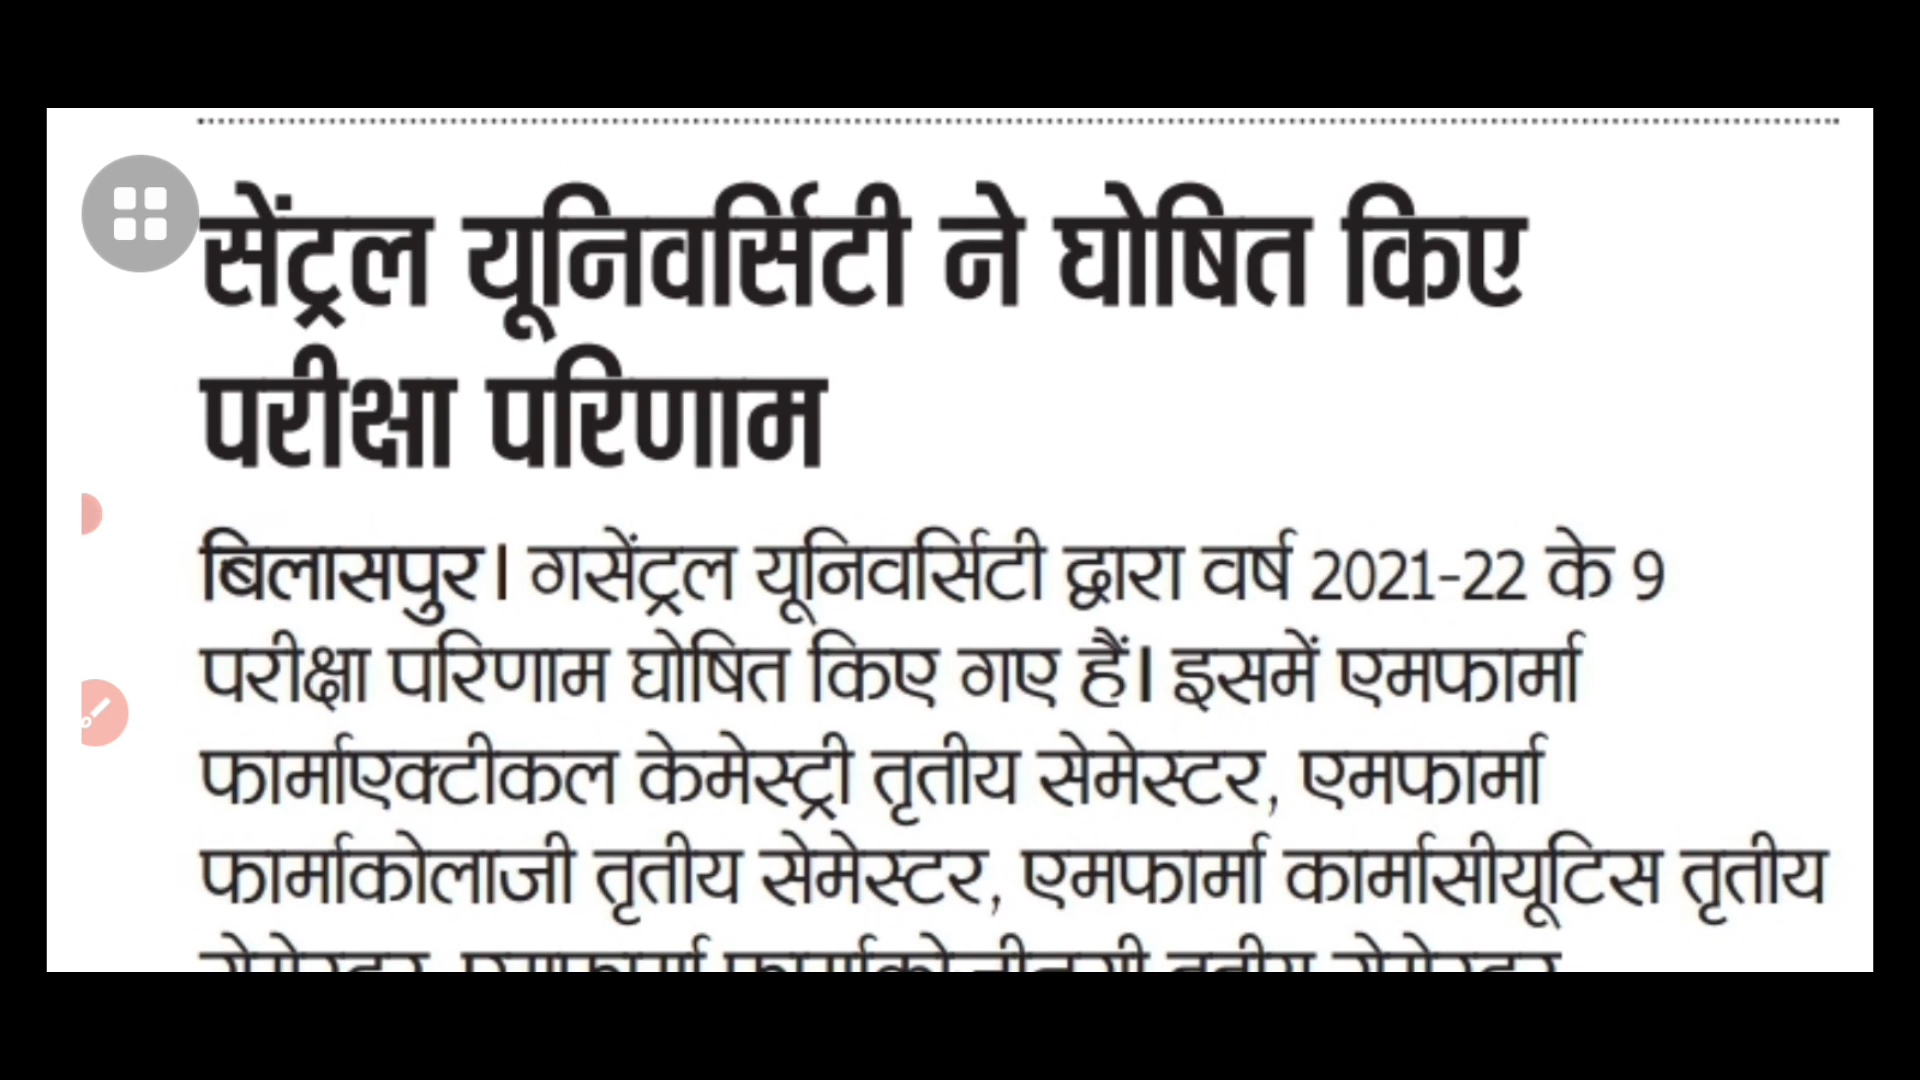 सेंट्रल यूनिवर्सिटी ने घोषित किए
परीक्षा परिणाम
बिलासपुर। गसेंट्रल यूनिवर्सिटी द्वारा वर्ष 2021-22 के 9
परीक्षा परिणाम घोषित किए गए हैं। इसमें एमफार्मा
फार्माएक्टीकल केमेस्ट्री तृतीय सेमेस्टर, एमफार्मा
फार्माकोलाजी तृतीय सेमेस्टर, एमफार्मा कार्मासीयूटिस तृतीय